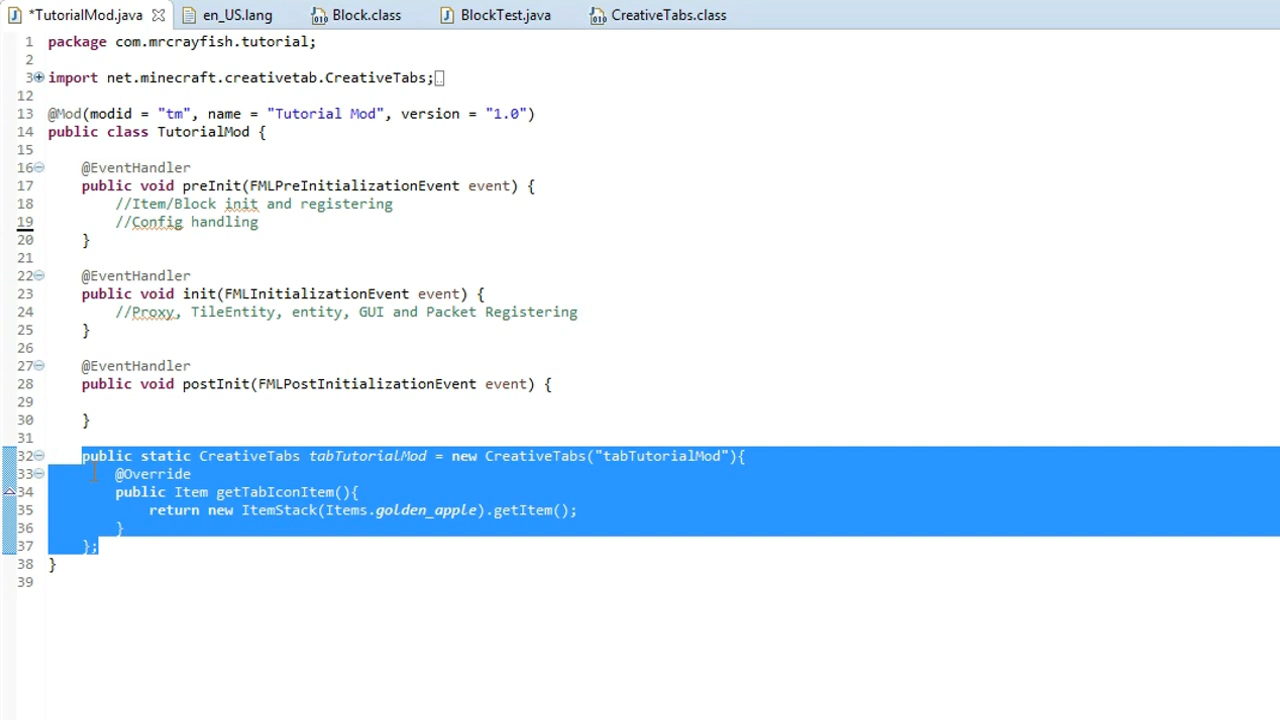 *TutorialMod.java en_US.lang Block.class BlockTest.java CreativeTabs.class
1 package com.mrcrayfish.tutorial;
2
3 import net.minecraft.creativetab.CreativeTabs;
12
13 @Mod(modid = "tm", name = "Tutorial Mod", version = "1.0")
14 public class TutorialMod {
15
16 @EventHandler
17 public void preInit(FMLPreInitializationEvent event) {
18 //Item/Block init and registering
19 //Config handling
20 }
21
22 @EventHandler
23 public void init(FMLInitializationEvent event) {
24 //Proxy, TileEntity, entity, GUI and Packet Registering
25 }
26
27 @EventHandler
28 public void postInit(FMLPostInitializationEvent event) {
29
30 }
31
32 public static CreativeTabs tabTutorialMod = new CreativeTabs("tabTutorialMod"){
33 @Override
34 public Item getTabIconItem(){
35 return new ItemStack(Items.golden_apple).getItem();
36 }
37 };
38 }
39